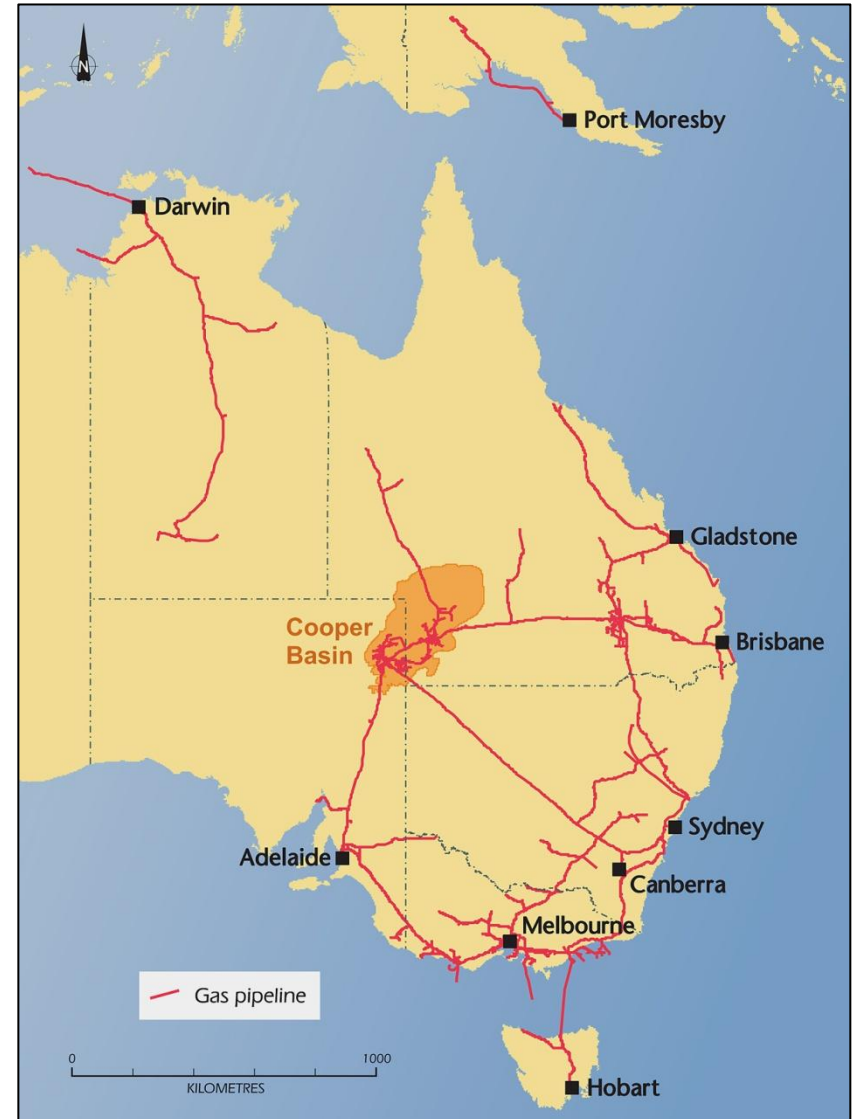 N
Port Moresby
Darwin
Gladstone
Cooper
Basin
Brisbane
Sydney
Adelaide
Canberra
Melbourne
Gas pipeline
0 1000
KILOMETRES
Hobart